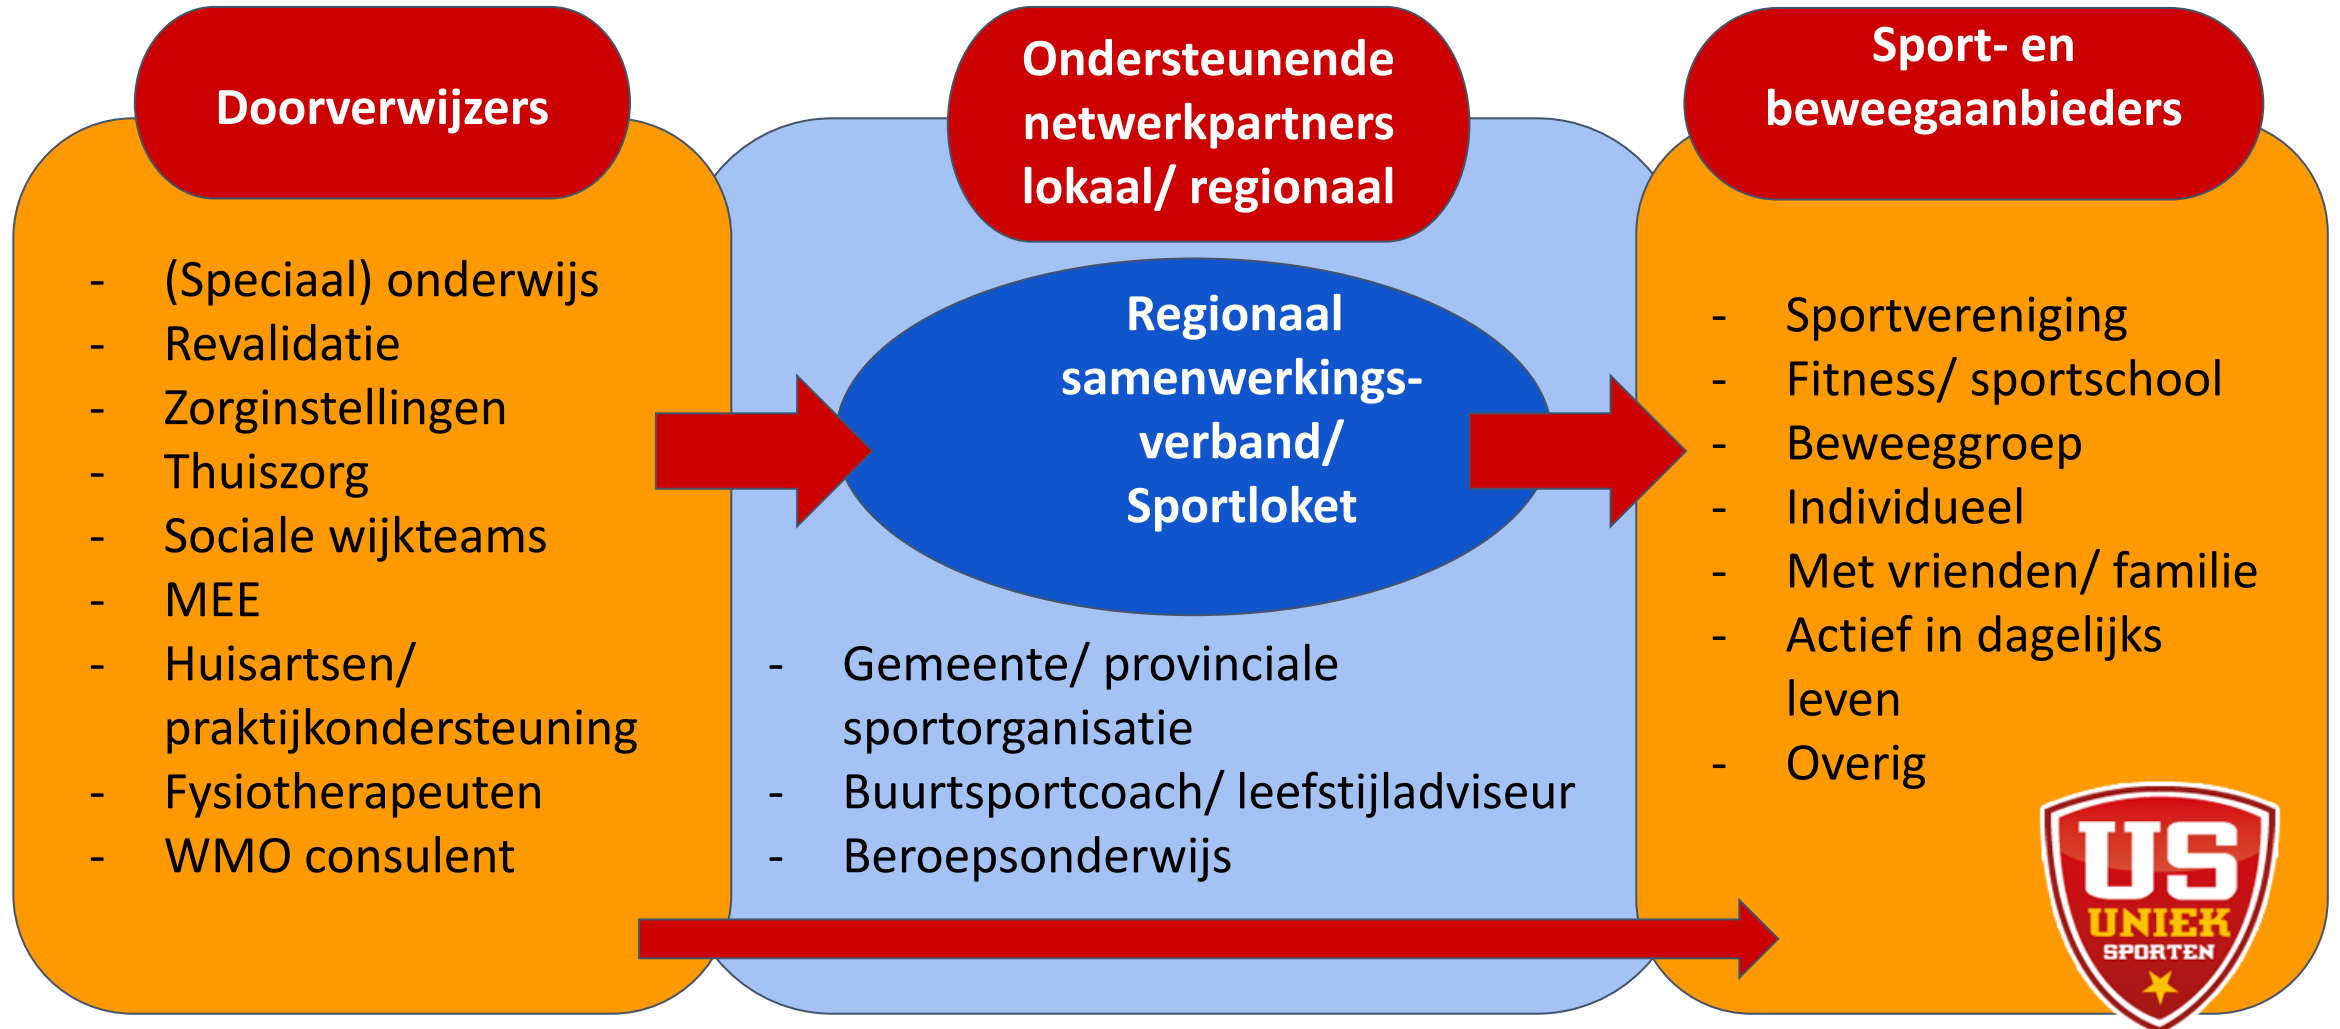 Doorverwijzers
- (Speciaal) onderwijs
- Revalidatie
- Zorginstellingen
- Thuiszorg
- Sociale wijkteams
- MEE
- Huisartsen/
praktijkondersteuning
- Fysiotherapeuten
- WMO consulent
Ondersteunende
netwerkpartners
lokaal/ regionaal
Regionaal
samenwerkings-
verband/
Sportloket
- Gemeente/ provinciale
sportorganisatie
- Buurtsportcoach/ leefstijladviseur
- Beroepsonderwijs
Sport- en
beweegaanbieders
- Sportvereniging
- Fitness/ sportschool
- Beweeggroep
- Individueel
- Met vrienden/ familie
- Actief in dagelijks
leven
- Overig
US
UNIEK
SPORTEN